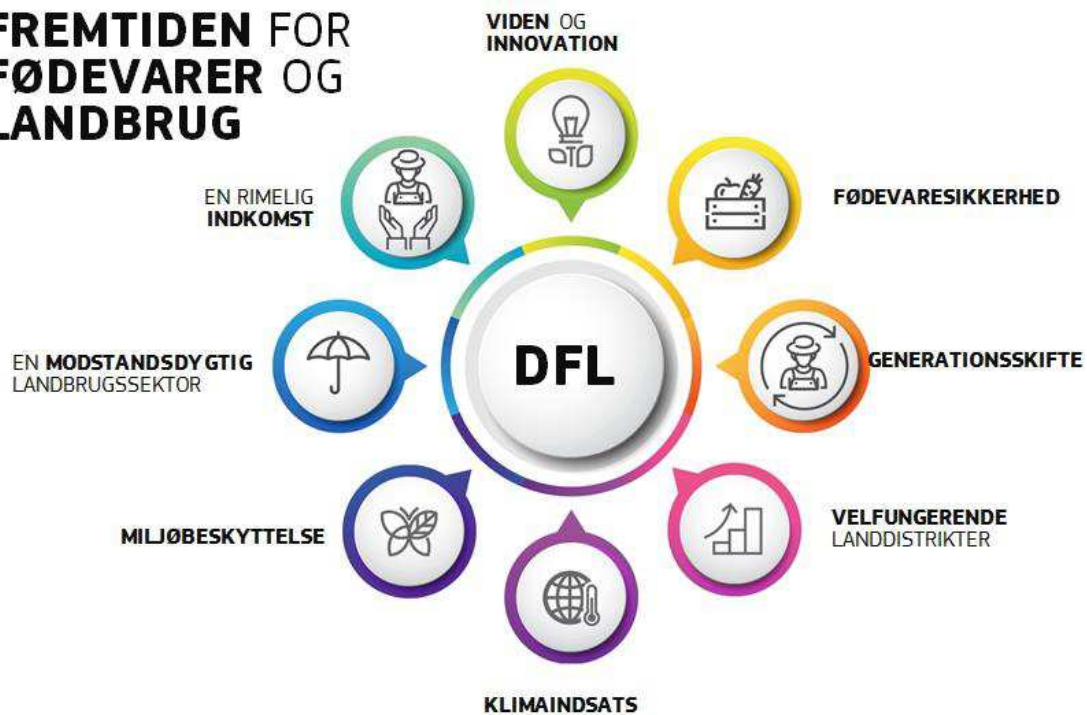 FREMTIDEN FOR
FØDEVARER OG
LANDBRUG
VIDEN OG
INNOVATION
EN RIMELIG
INDKOMST
FØDEVARESIKKERHED
EN MODSTANDSDYGTIG
LANDBRUGSSEKTOR
DFL
GENERATIONSSKIFTE
MILJØBESKYTTELSE
VELFUNGERENDE
LANDDISTRIKTER
KLIMAINDSATS